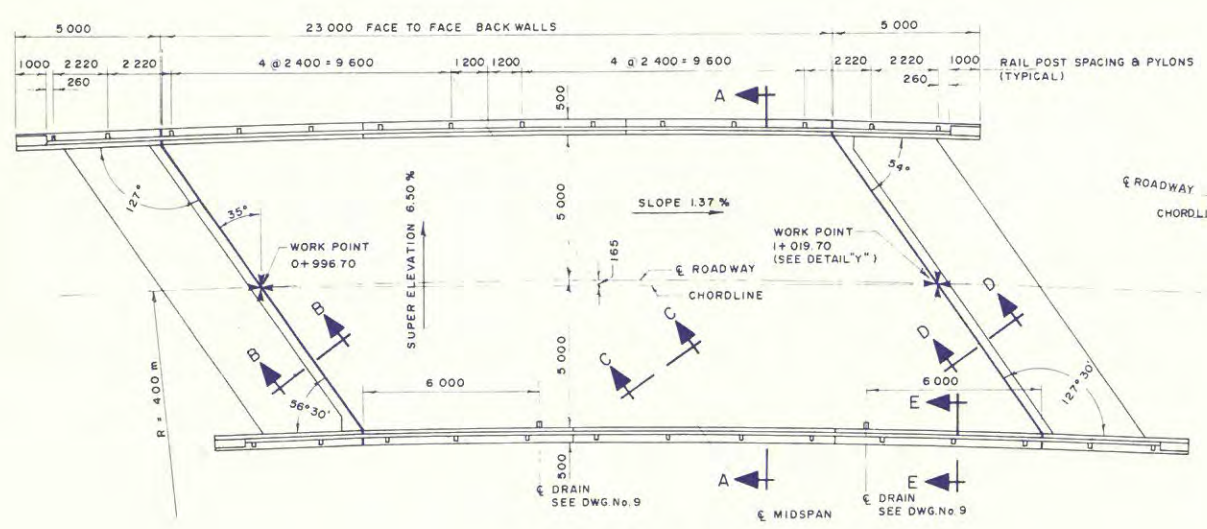 5 000
23 000 FACE TO FACE BACK WALLS
5 000
1000
2 220
2 220
4 @ 2 400 = 9 600
1 200
1 200
4 @ 2 400 = 9 600
2 220
2 220
1000
RAIL POST SPACING & PYLONS
(TYPICAL)
260
260
500
A
127°
54°
35°
SUPER ELEVATION 6.50 %
5 000
SLOPE 1.37 %
℄ ROADWAY
CHORDLI
WORK POINT
0+996.70
WORK POINT
1+019.70
(SEE DETAIL "Y")
165
℄ ROADWAY
CHORDLINE
R = 400 m
B
B
C
C
D
D
5 000
6 000
6 000
56°30'
127°30'
E
500
A
E
℄ DRAIN
SEE DWG. No. 9
℄ MIDSPAN
℄ DRAIN
SEE DWG. No. 9